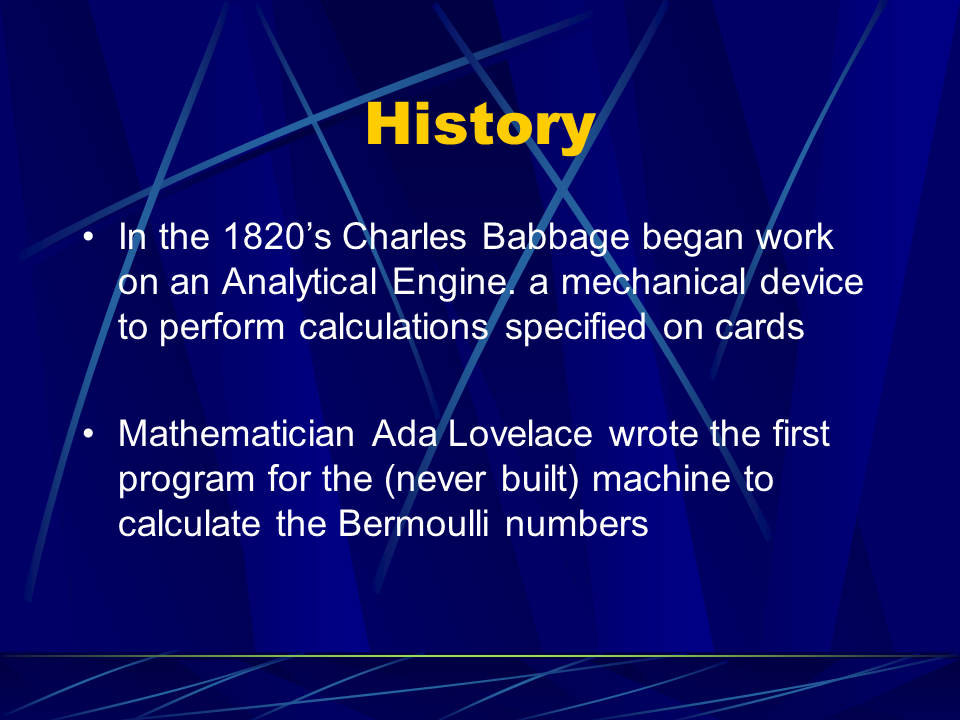 History
• In the 1820’s Charles Babbage began work
on an Analytical Engine. a mechanical device
to perform calculations specified on cards
• Mathematician Ada Lovelace wrote the first
program for the (never built) machine to
calculate the Bermoulli numbers